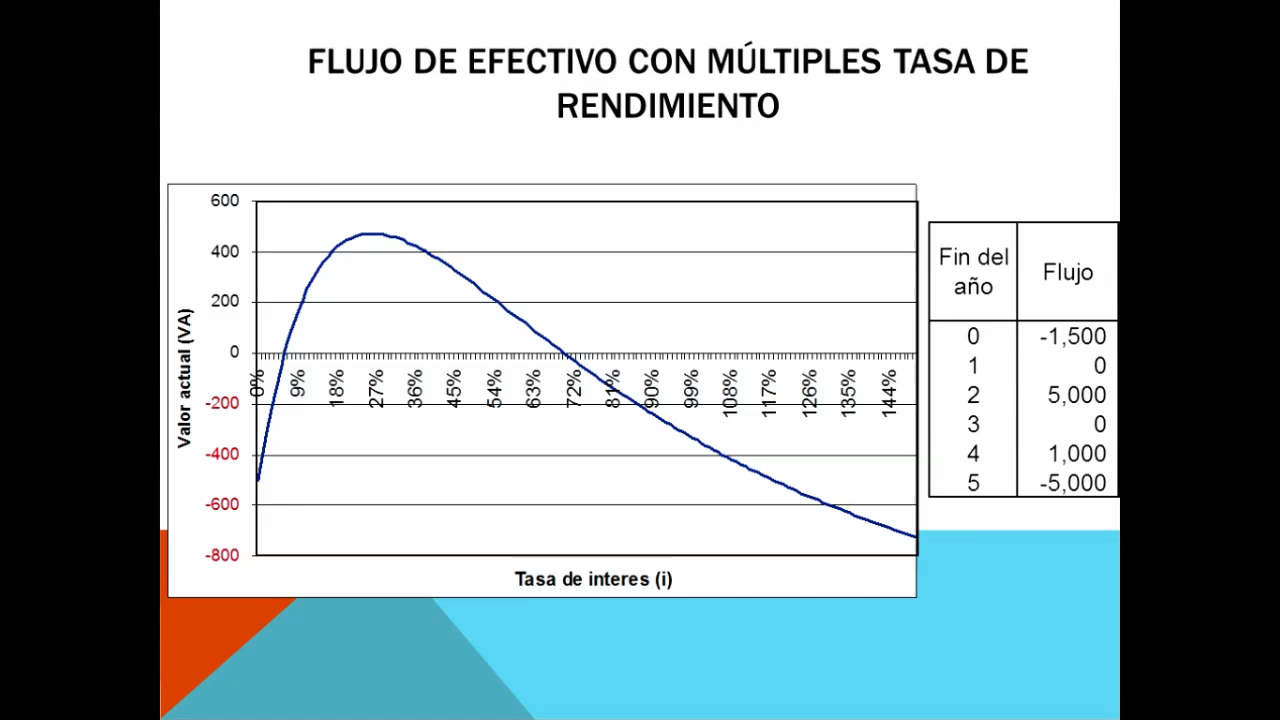 FLUJO DE EFECTIVO CON MÚLTIPLES TASA DE
RENDIMIENTO
600
400
200
0
-200
-400
-600
-800
Valor actual (VA)
0% 9% 18% 27% 36% 45% 54% 63% 72% 81% 90% 99% 108% 117% 126% 135% 144%
Tasa de interes (i)
Fin del año Flujo
0 -1,500
1 0
2 5,000
3 0
4 1,000
5 -5,000